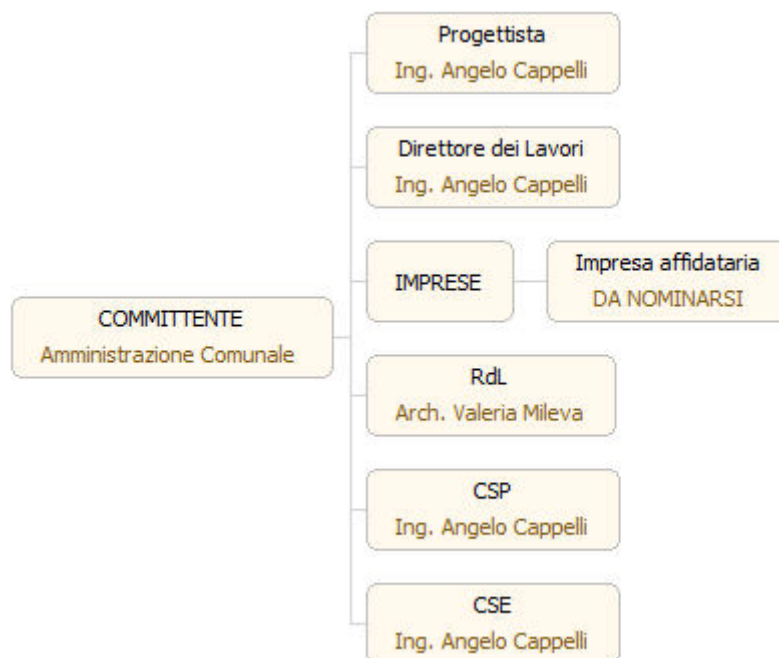 Progettista
Ing. Angelo Cappelli
Direttore dei Lavori
Ing. Angelo Cappelli
IMPRESE
Impresa affidataria
DA NOMINARSI
COMMITTENTE
Amministrazione Comunale
RdL
Arch. Valeria Mileva
CSP
Ing. Angelo Cappelli
CSE
Ing. Angelo Cappelli